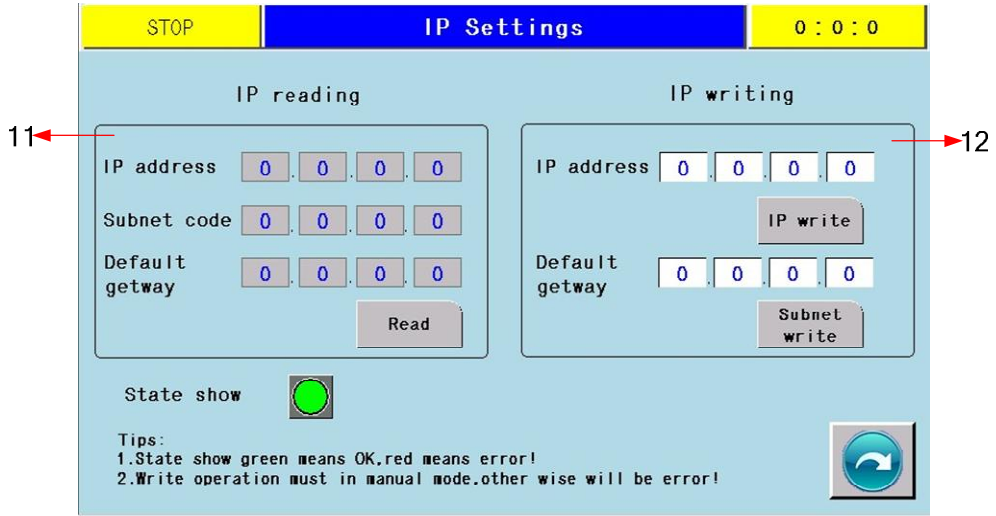 STOP IP Settings 0:0:0
IP reading IP writing
11 12
IP address 0.0.0.0 IP address 0.0.0.0
Subnet code 0.0.0.0 IP write
Default getway 0.0.0.0 Default getway 0.0.0.0
Read Subnet write
State show
Tips:
1.State show green means OK,red means error!
2.Write operation must in manual mode.other wise will be error!